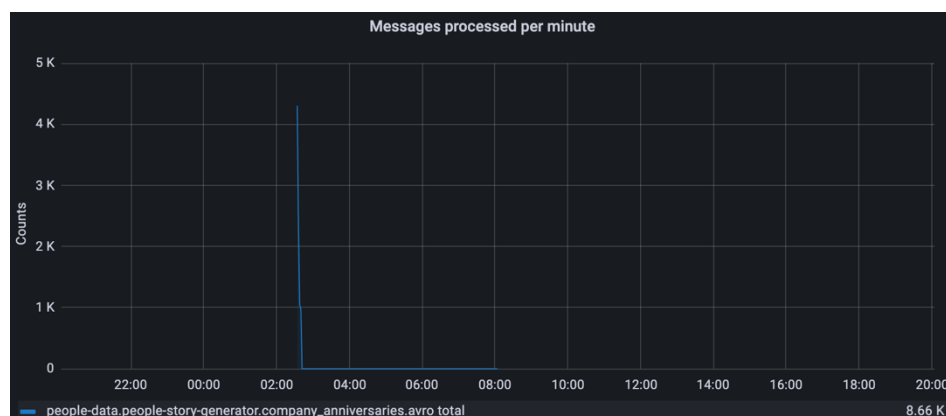 Messages processed per minute
5 K
4 K
3 K
2 K
1 K
0
Counts
22:00 00:00 02:00 04:00 06:00 08:00 10:00 12:00 14:00 16:00 18:00 20:00
people-data.people-story-generator.company_anniversaries.avro total 8.66 K